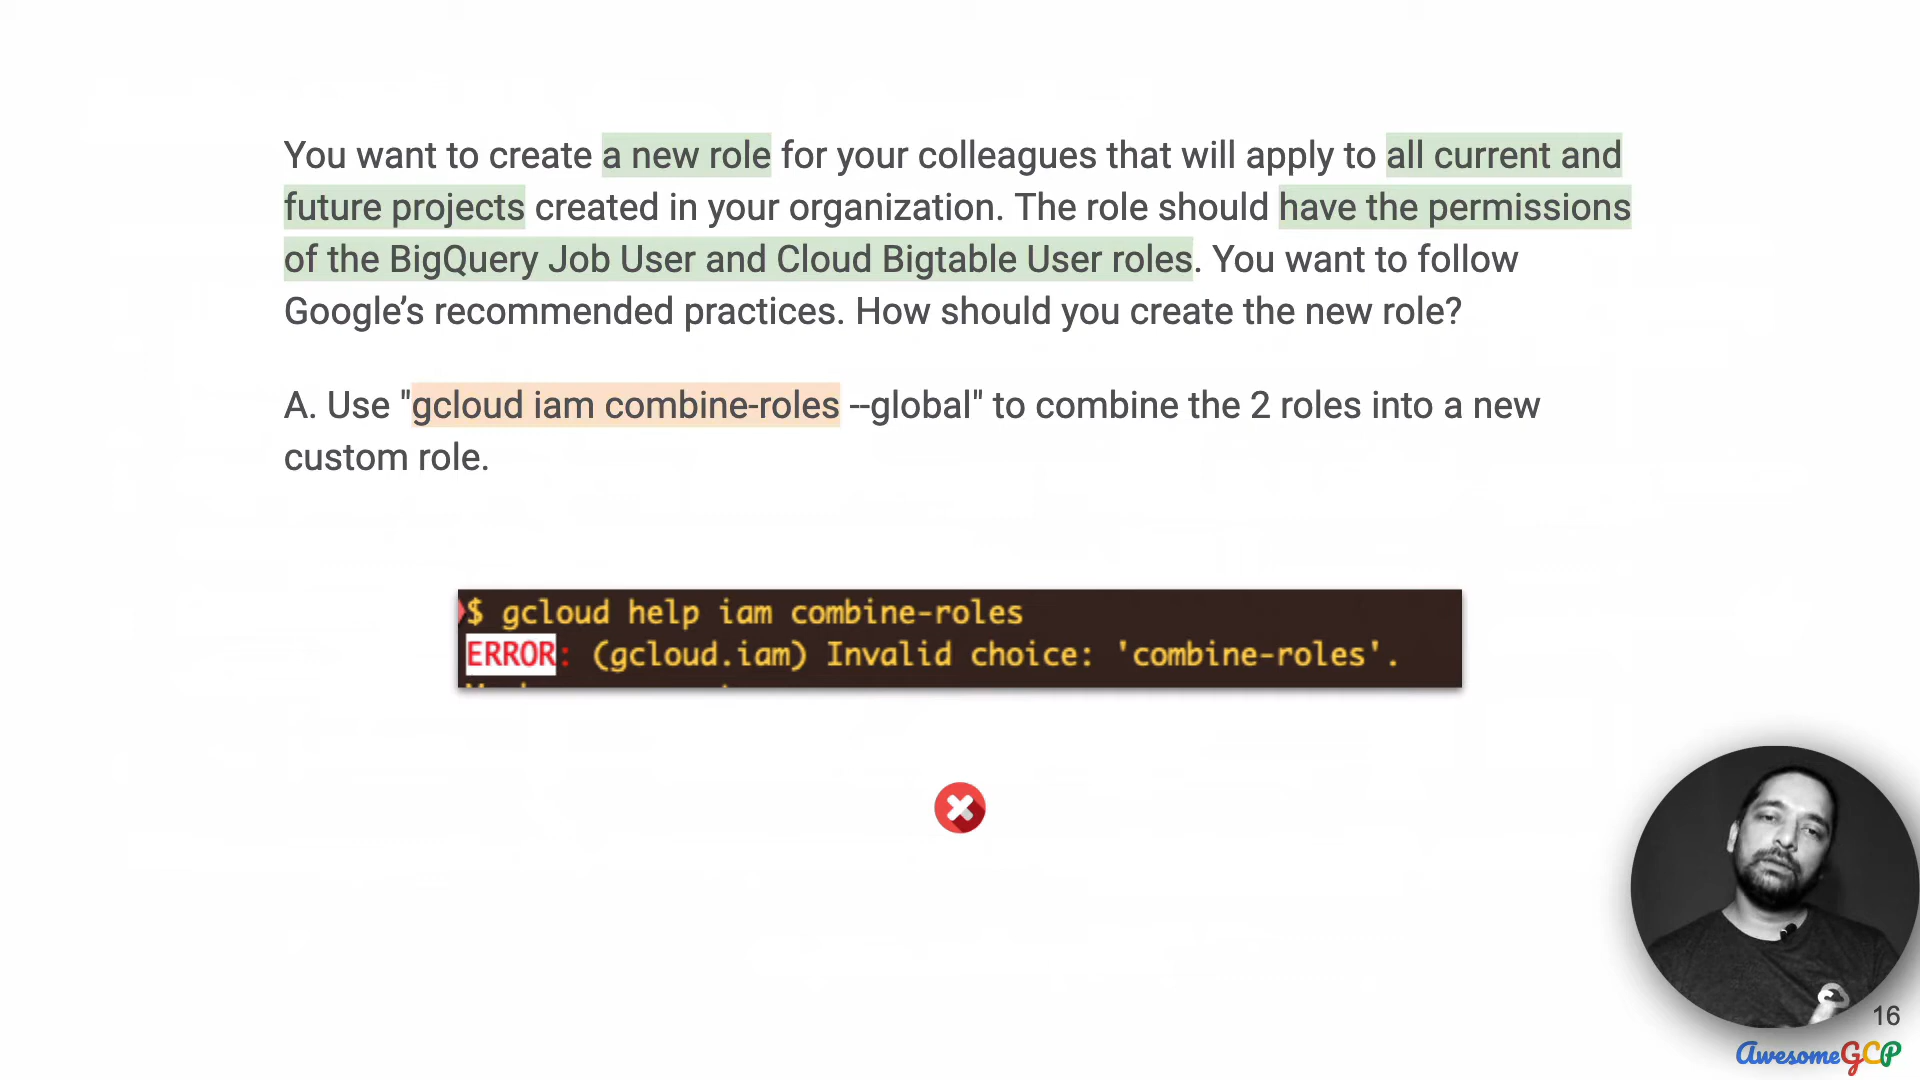 You want to create a new role for your colleagues that will apply to all current and
future projects created in your organization. The role should have the permissions
of the BigQuery Job User and Cloud Bigtable User roles. You want to follow
Google’s recommended practices. How should you create the new role?
A. Use "gcloud iam combine-roles --global" to combine the 2 roles into a new
custom role.
$ gcloud help iam combine-roles
ERROR: (gcloud.iam) Invalid choice: 'combine-roles'.
16
AwesomeGCP